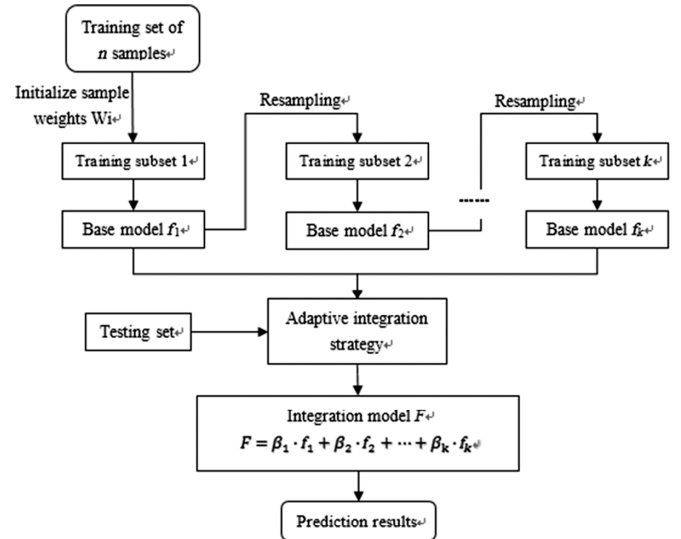 Training set of
n samples↵
Initialize sample
weights Wi↵
Resampling↵
Resampling↵
Training subset 1↵
Training subset 2↵
Training subset k↵
......
Base model f₁↵
Base model f₂↵
Base model fₖ↵
Testing set↵
Adaptive integration
strategy↵
Integration model F↵
F = β₁ · f₁ + β₂ · f₂ + ⋯ + βₖ · fₖ↵
Prediction results↵